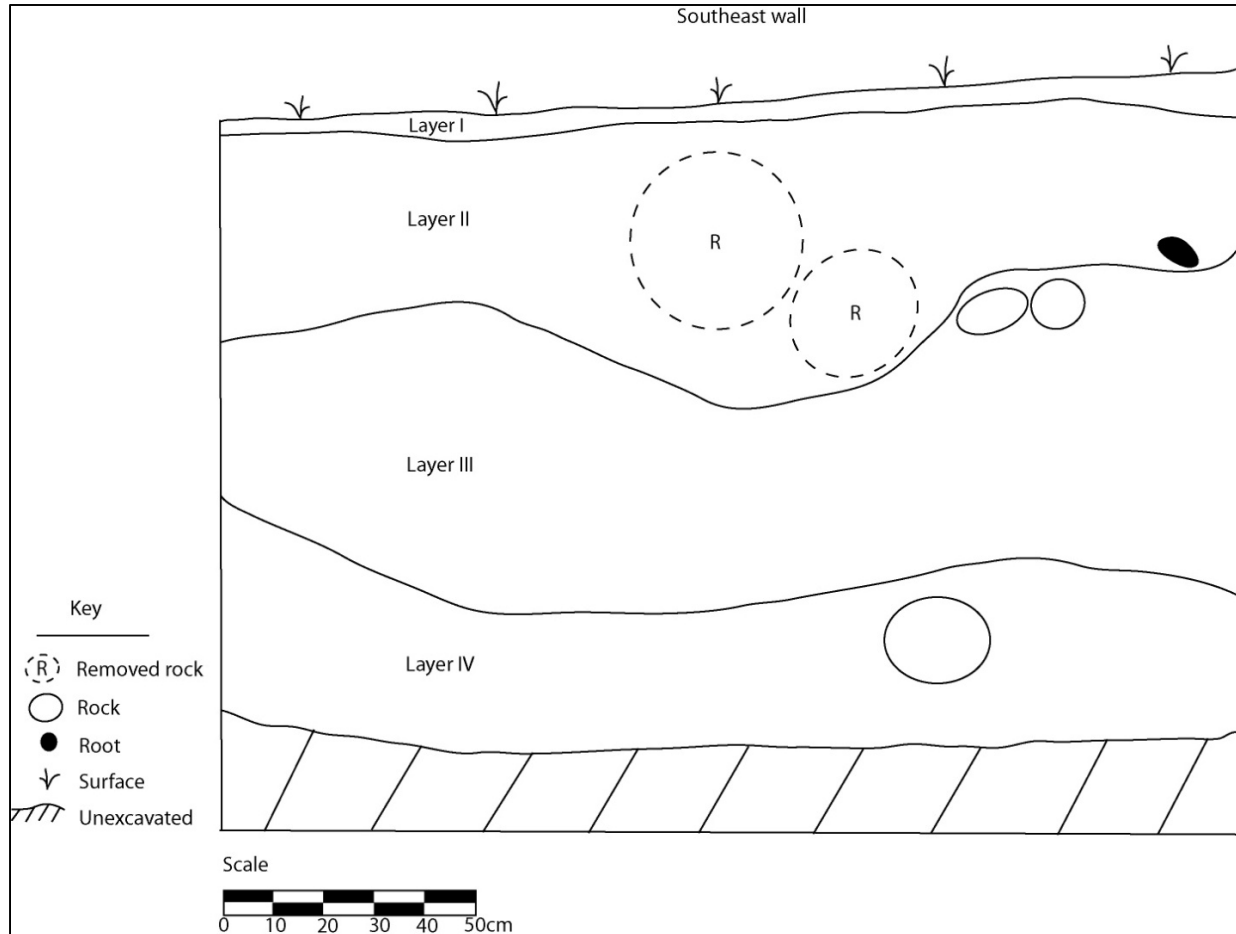 Southeast wall
Layer I
Layer II
R
R
Layer III
Layer IV
Key
R Removed rock
Rock
Root
Surface
Unexcavated
Scale
0 10 20 30 40 50cm